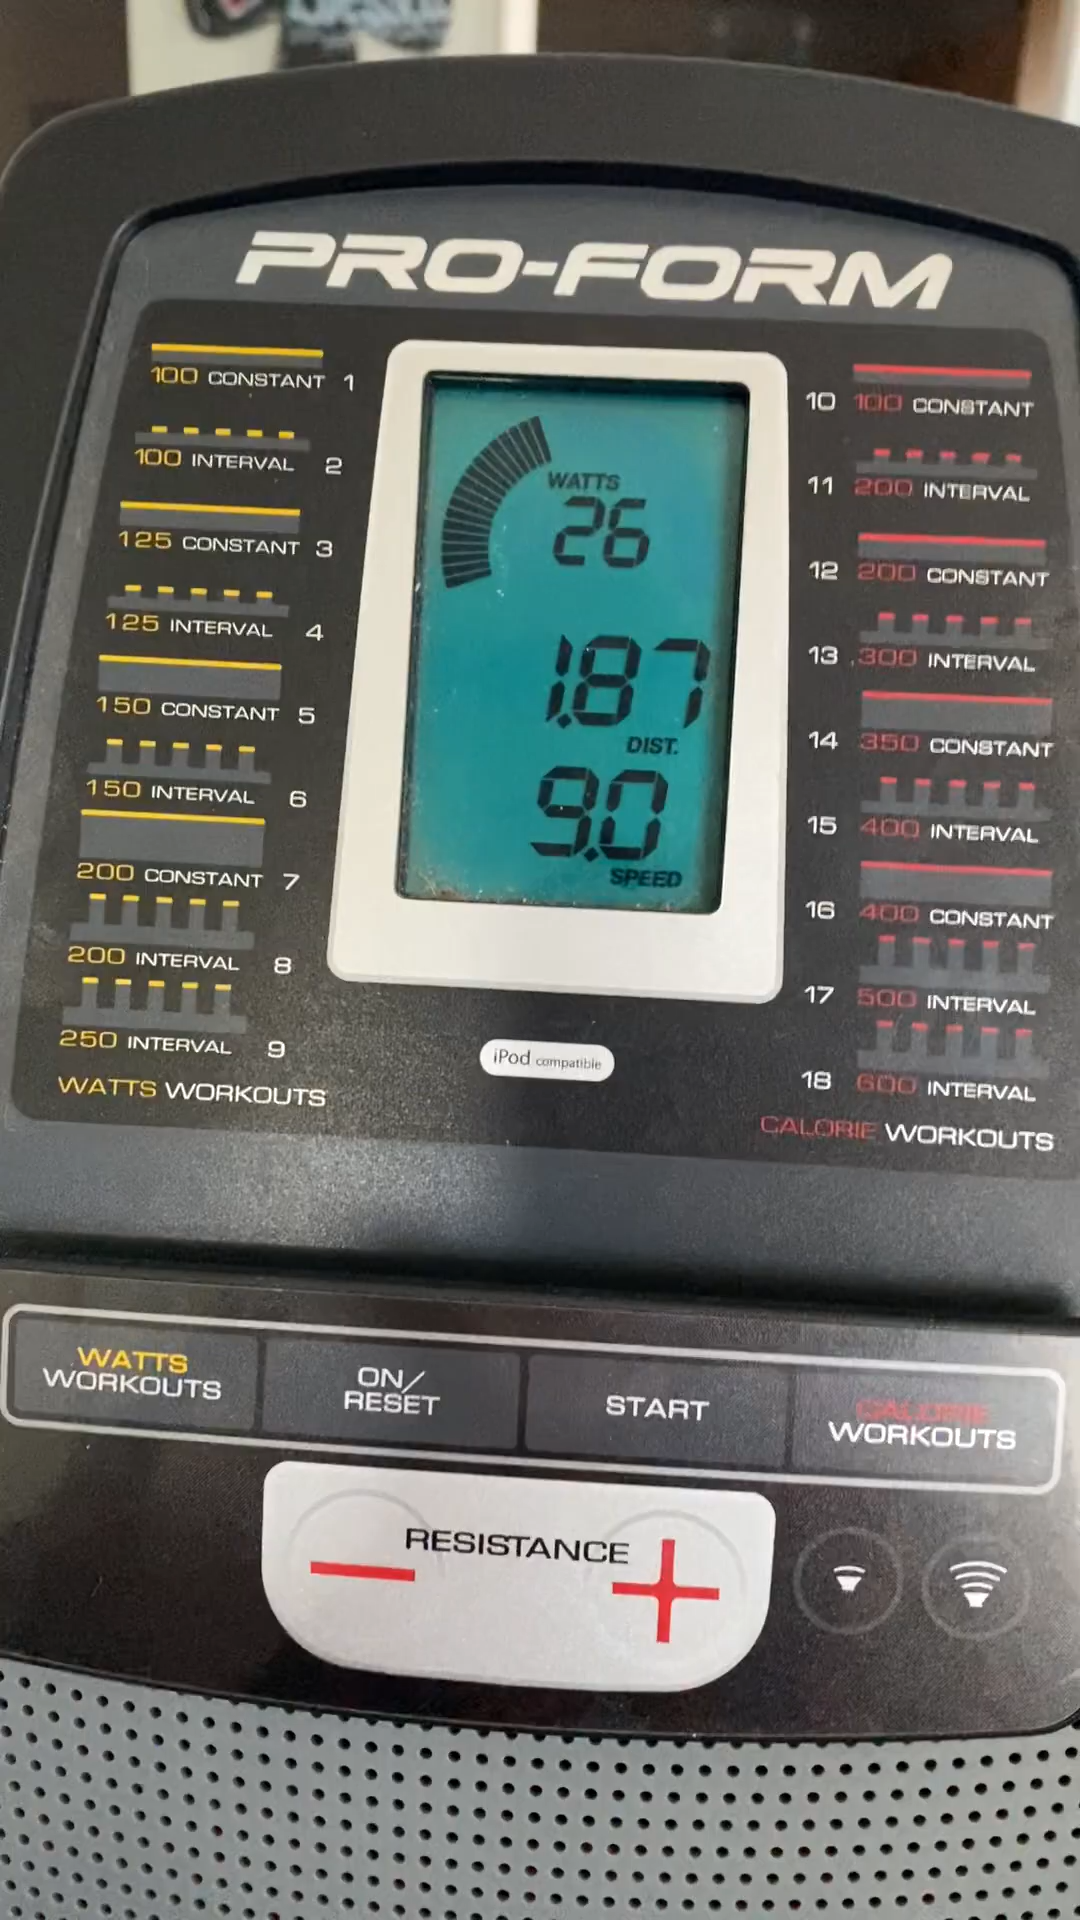 PRO-FORM
100 CONSTANT 1
100 INTERVAL 2
125 CONSTANT 3
125 INTERVAL 4
150 CONSTANT 5
150 INTERVAL 6
200 CONSTANT 7
200 INTERVAL 8
250 INTERVAL 9
WATTS WORKOUTS
WATTS
26
1.87
DIST.
9.0
SPEED
iPod compatible
10 100 CONSTANT
11 200 INTERVAL
12 200 CONSTANT
13 300 INTERVAL
14 350 CONSTANT
15 400 INTERVAL
16 400 CONSTANT
17 500 INTERVAL
18 600 INTERVAL
CALORIE WORKOUTS
WATTS
WORKOUTS
ON/
RESET
START
CALORIE
WORKOUTS
RESISTANCE